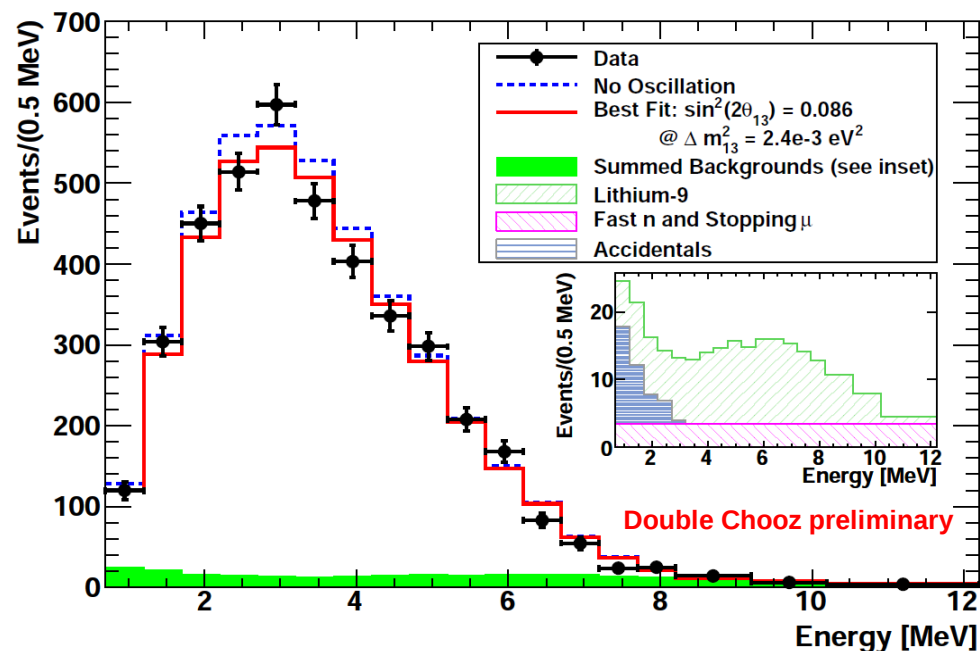 Events/(0.5 MeV)
700
600
500
400
300
200
100
0
2
4
6
8
10
12
Energy [MeV]
Data
No Oscillation
Best Fit: sin²(2θ₁₃) = 0.086
@ Δ m²₁₃ = 2.4e-3 eV²
Summed Backgrounds (see inset)
Lithium-9
Fast n and Stopping μ
Accidentals
Events/(0.5 MeV)
20
10
0
2
4
6
8
10
12
Energy [MeV]
Double Chooz preliminary